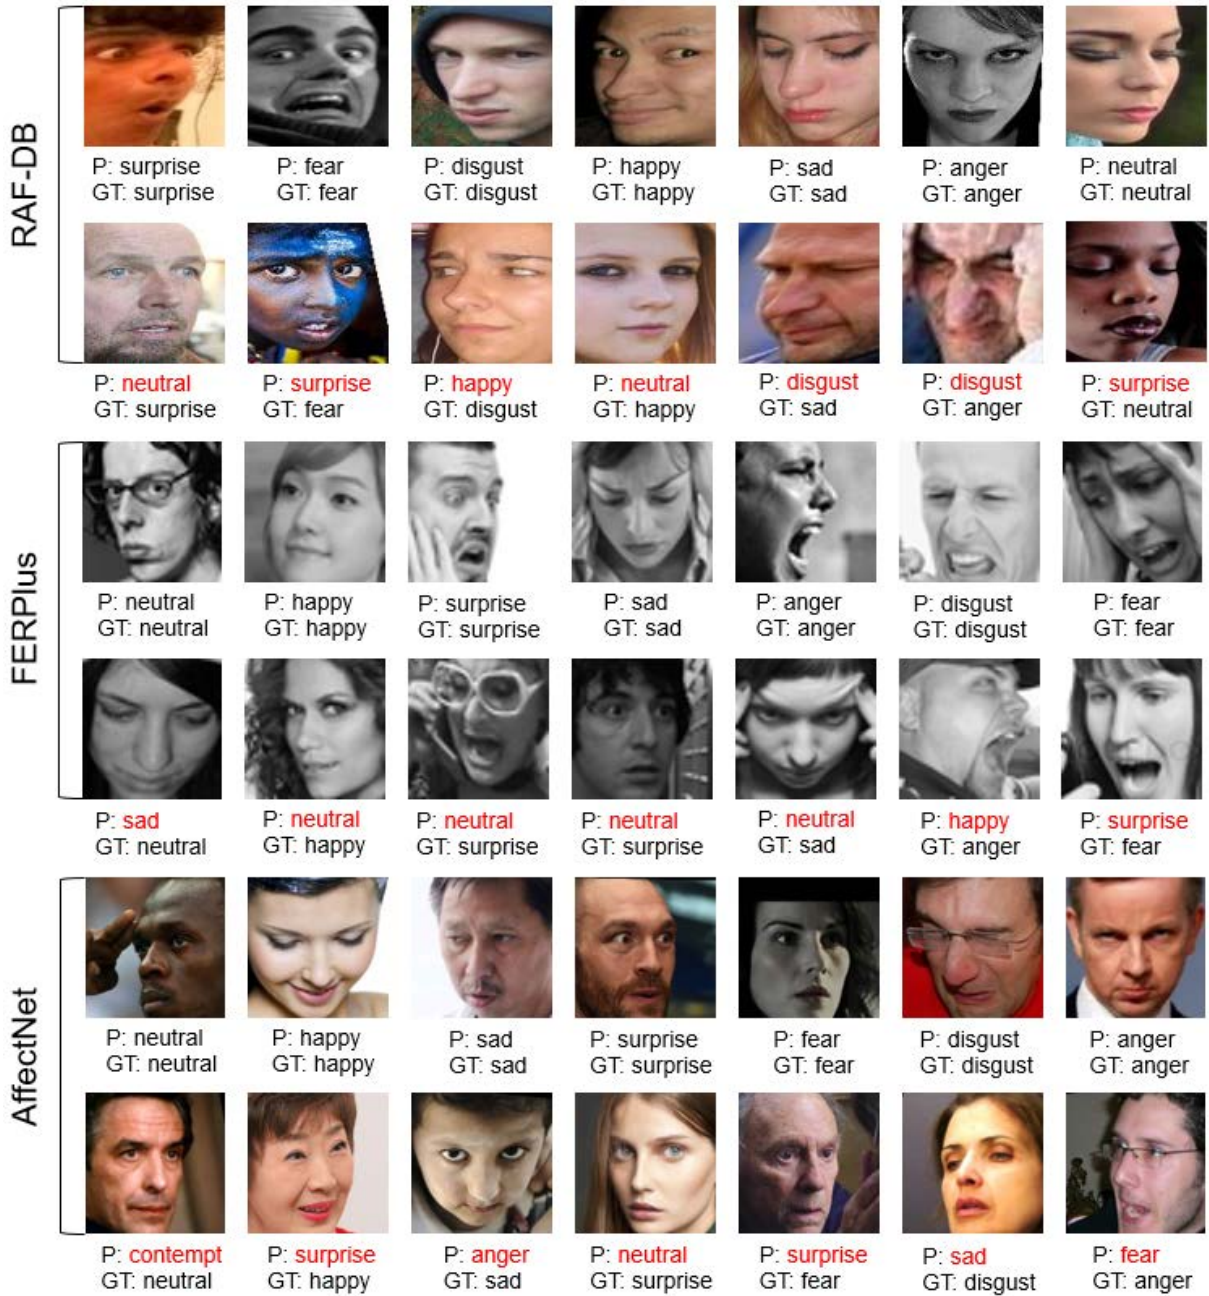 RAF-DB
P: surprise
GT: surprise
P: fear
GT: fear
P: disgust
GT: disgust
P: happy
GT: happy
P: sad
GT: sad
P: anger
GT: anger
P: neutral
GT: neutral
P: neutral
GT: surprise
P: surprise
GT: fear
P: happy
GT: disgust
P: neutral
GT: happy
P: disgust
GT: sad
P: disgust
GT: anger
P: surprise
GT: neutral
FERPlus
P: neutral
GT: neutral
P: happy
GT: happy
P: surprise
GT: surprise
P: sad
GT: sad
P: anger
GT: anger
P: disgust
GT: disgust
P: fear
GT: fear
P: sad
GT: neutral
P: neutral
GT: happy
P: neutral
GT: surprise
P: neutral
GT: surprise
P: neutral
GT: sad
P: happy
GT: anger
P: surprise
GT: fear
AffectNet
P: neutral
GT: neutral
P: happy
GT: happy
P: sad
GT: sad
P: surprise
GT: surprise
P: fear
GT: fear
P: disgust
GT: disgust
P: anger
GT: anger
P: contempt
GT: neutral
P: surprise
GT: happy
P: anger
GT: sad
P: neutral
GT: surprise
P: surprise
GT: fear
P: sad
GT: disgust
P: fear
GT: anger